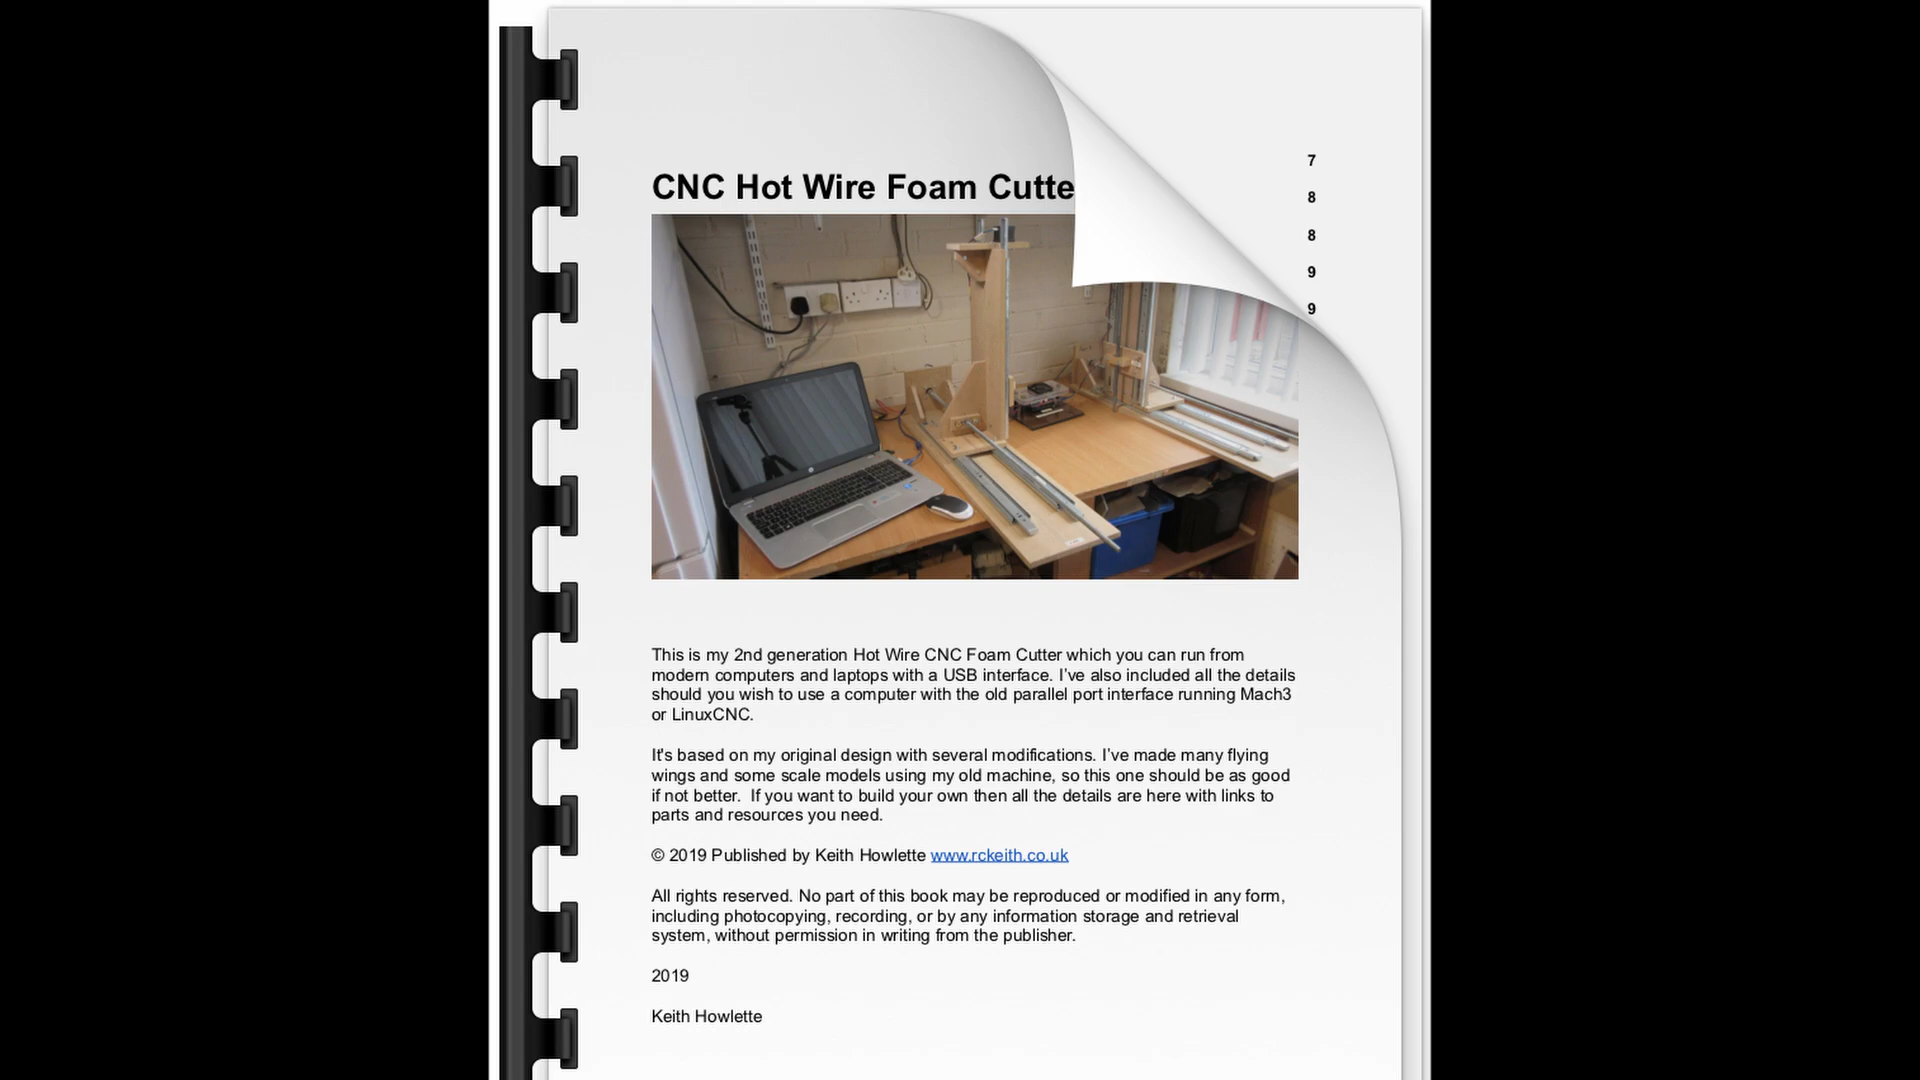 CNC Hot Wire Foam Cutte
7
8
8
9
9
This is my 2nd generation Hot Wire CNC Foam Cutter which you can run from
modern computers and laptops with a USB interface. I’ve also included all the details
should you wish to use a computer with the old parallel port interface running Mach3
or LinuxCNC.
It's based on my original design with several modifications. I’ve made many flying
wings and some scale models using my old machine, so this one should be as good
if not better.  If you want to build your own then all the details are here with links to
parts and resources you need.
© 2019 Published by Keith Howlette www.rckeith.co.uk
All rights reserved. No part of this book may be reproduced or modified in any form,
including photocopying, recording, or by any information storage and retrieval
system, without permission in writing from the publisher.
2019
Keith Howlette